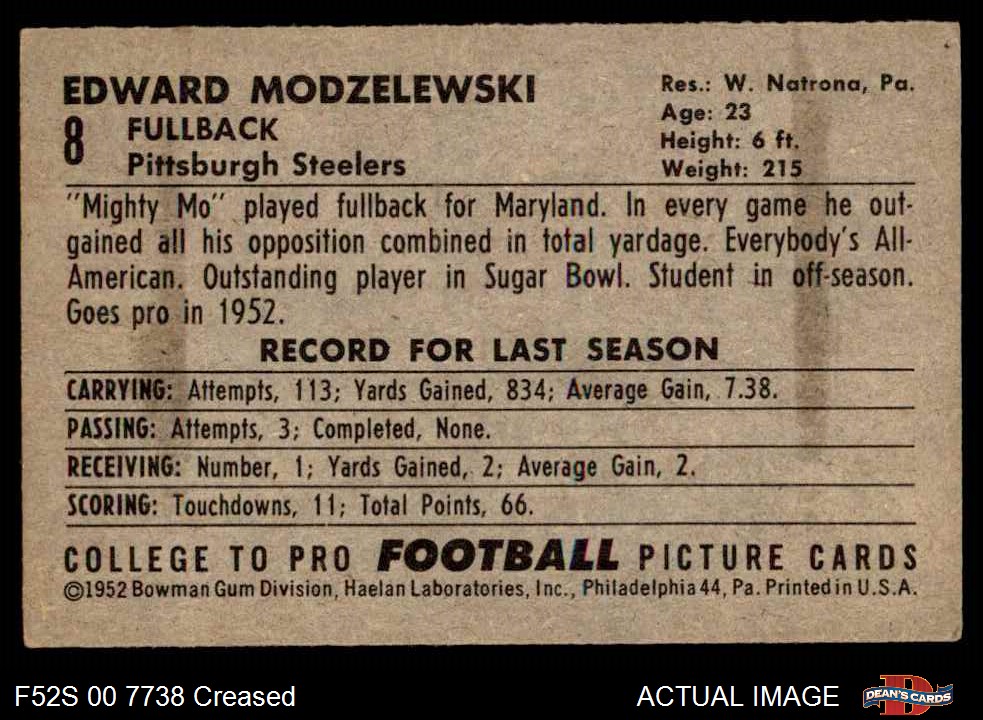 EDWARD MODZELEWSKI
8 FULLBACK
Pittsburgh Steelers
Res.: W. Natrona, Pa.
Age: 23
Height: 6 ft.
Weight: 215
"Mighty Mo" played fullback for Maryland. In every game he out-
gained all his opposition combined in total yardage. Everybody's All-
American. Outstanding player in Sugar Bowl. Student in off-season.
Goes pro in 1952.
RECORD FOR LAST SEASON
CARRYING: Attempts, 113; Yards Gained, 834; Average Gain, 7.38.
PASSING: Attempts, 3; Completed, None.
RECEIVING: Number, 1; Yards Gained, 2; Average Gain, 2.
SCORING: Touchdowns, 11; Total Points, 66.
COLLEGE TO PRO FOOTBALL PICTURE CARDS
©1952 Bowman Gum Division, Haelan Laboratories, Inc., Philadelphia 44, Pa. Printed in U.S.A.
F52S 00 7738 Creased
ACTUAL IMAGE
D
DEAN'S CARDS